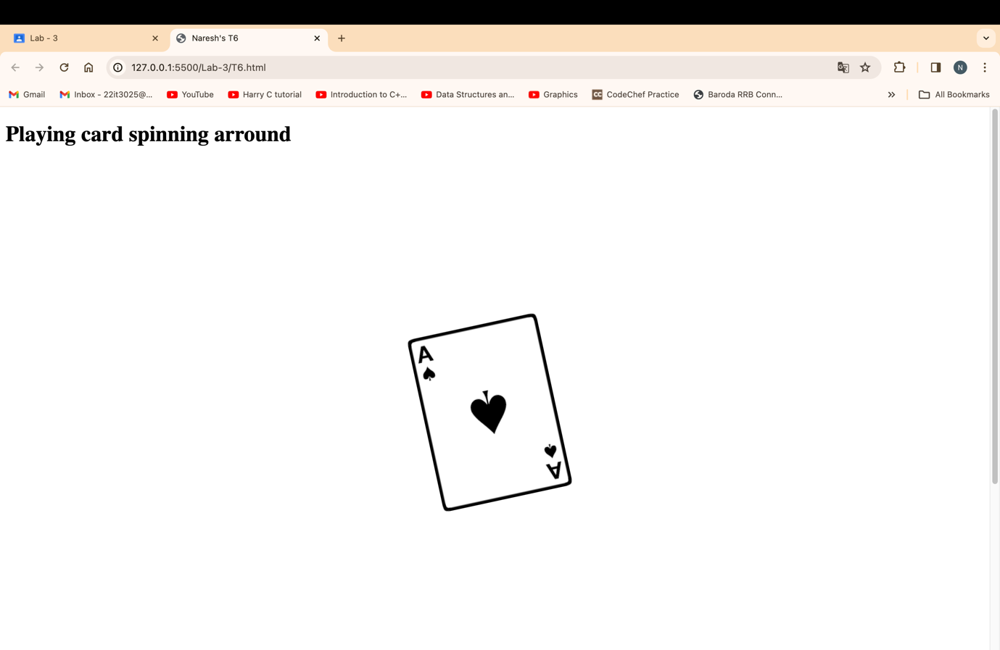 Lab - 3
Naresh's T6
127.0.0.1:5500/Lab-3/T6.html
N
Gmail
Inbox - 22it3025@...
YouTube
Harry C tutorial
Introduction to C+...
Data Structures an...
Graphics
CC
CodeChef Practice
Baroda RRB Conn...
All Bookmarks
Playing card spinning arround
A
A